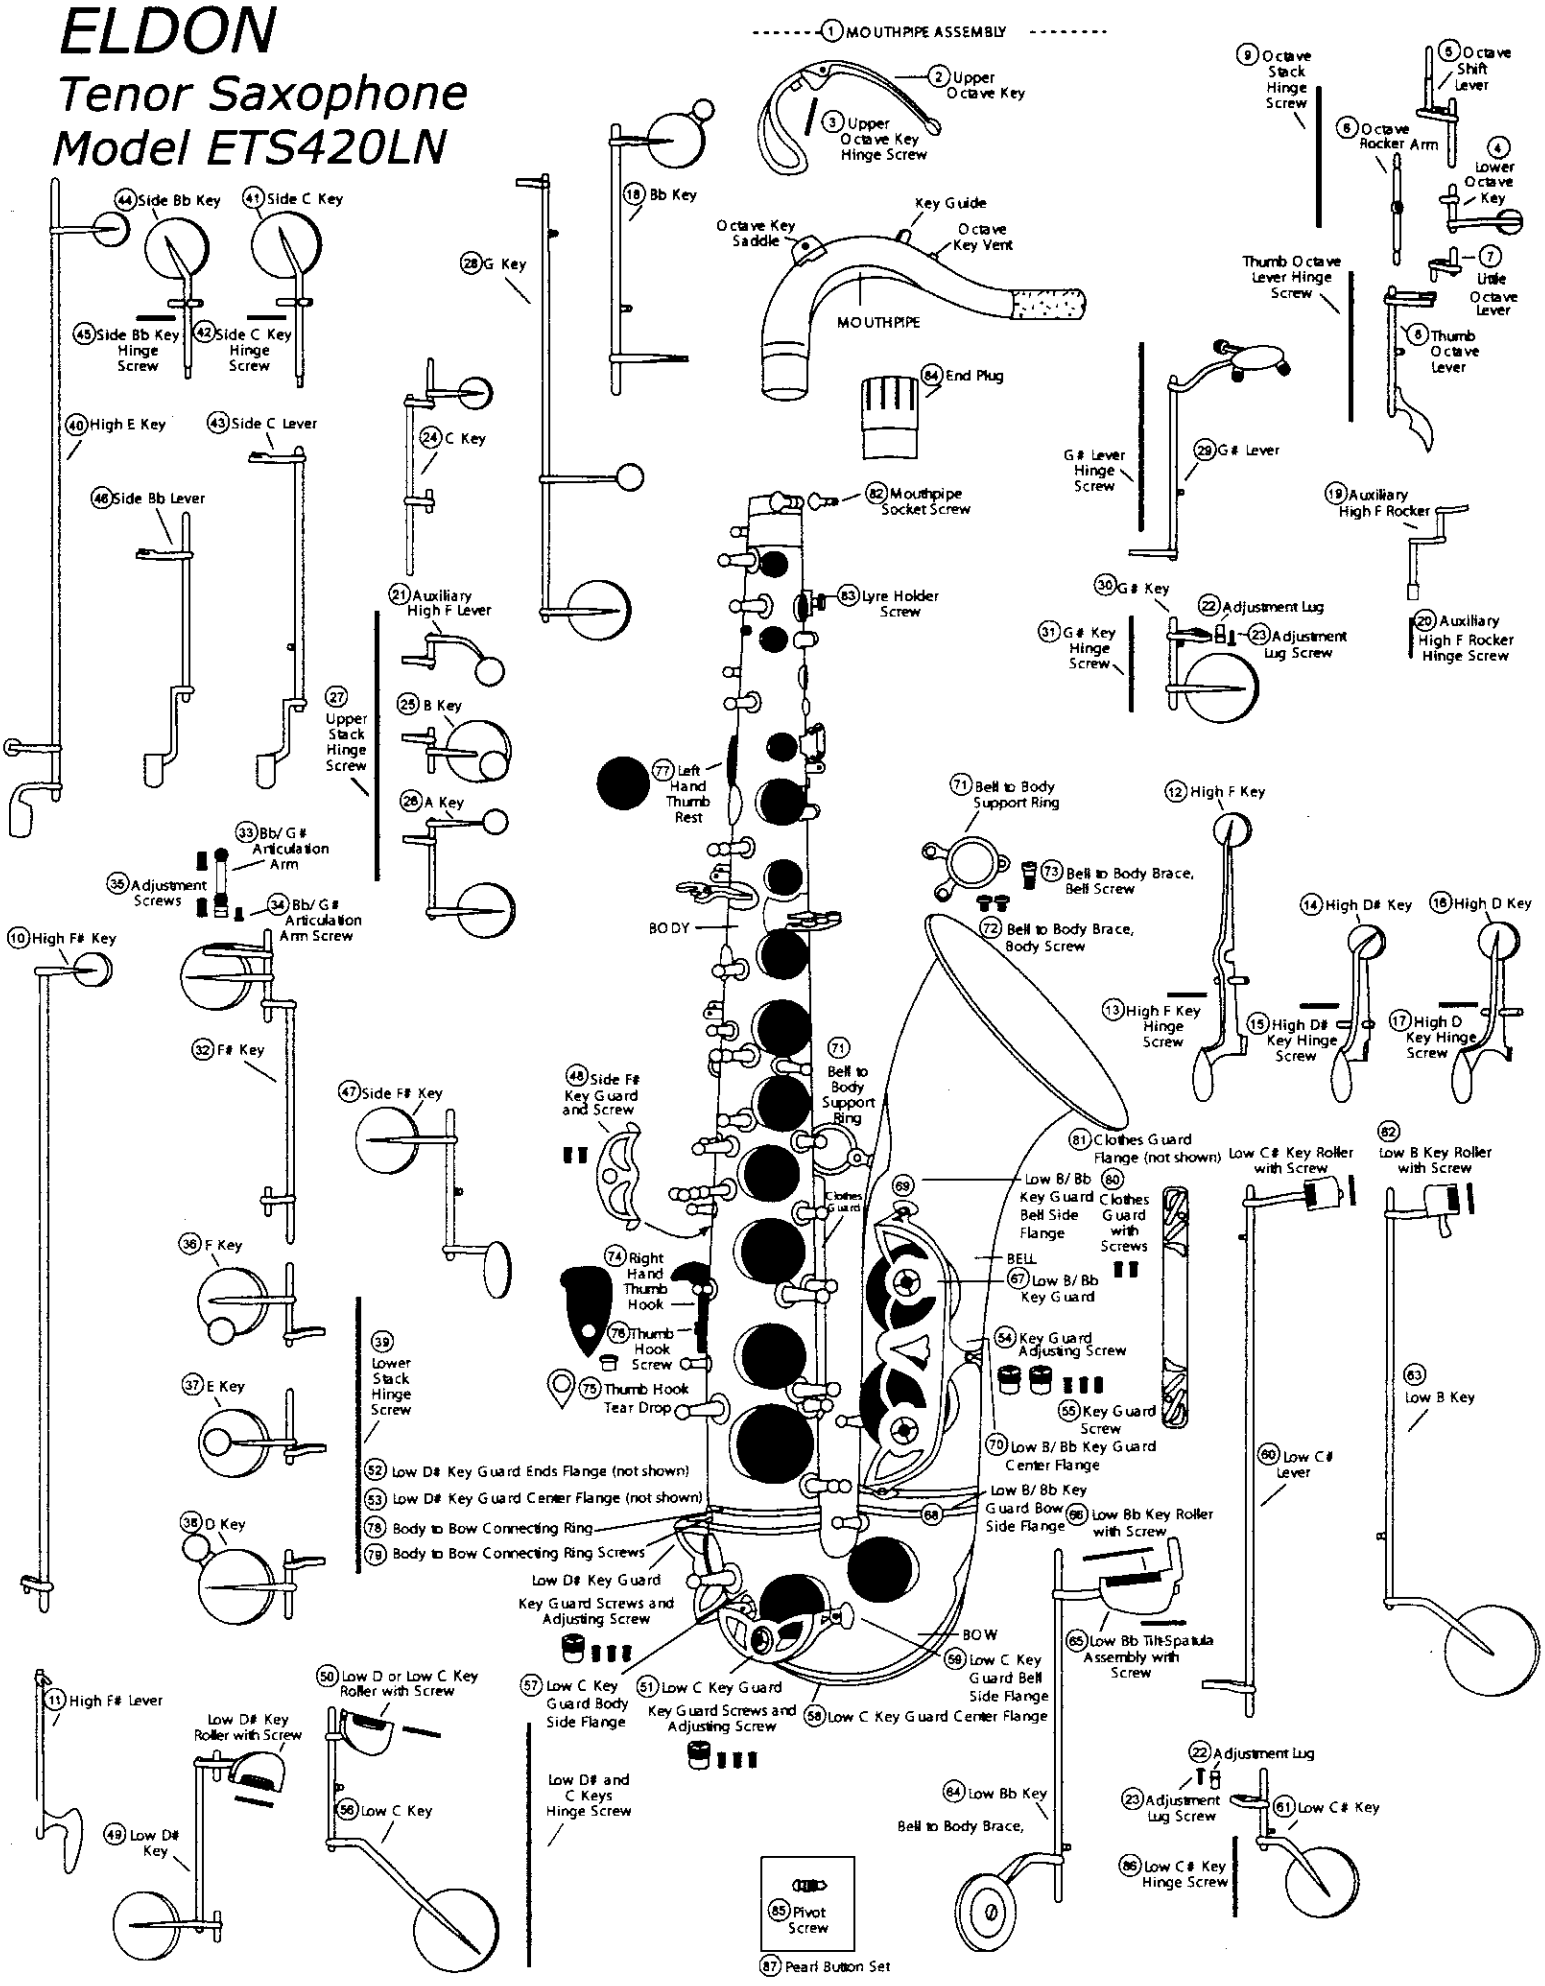 ELDON
Tenor Saxophone
Model ETS420LN
1 MOUTHPIPE ASSEMBLY
2 Upper
Octave Key
3 Upper
Octave Key
Hinge Screw
9 Octave
Stack
Hinge
Screw
5 Octave
Shift
Lever
6 Octave
Rocker Arm
4
Lower
Octave
Key
7
Little
Octave
Lever
Thumb Octave
Lever Hinge
Screw
8 Thumb
Octave
Lever
44 Side Bb Key
41 Side C Key
45 Side Bb Key
Hinge
Screw
42 Side C Key
Hinge
Screw
18 Bb Key
28 G Key
Octave Key
Saddle
Key Guide
Octave
Key Vent
MOUTHPIPE
84 End Plug
40 High E Key
43 Side C Lever
46 Side Bb Lever
24 C Key
G# Lever
Hinge
Screw
29 G# Lever
82 Mouthpipe
Socket Screw
19 Auxiliary
High F Rocker
20 Auxiliary
High F Rocker
Hinge Screw
21 Auxiliary
High F Lever
83 Lyre Holder
Screw
30 G# Key
22 Adjustment Lug
23 Adjustment
Lug Screw
31 G# Key
Hinge
Screw
27
Upper
Stack
Hinge
Screw
25 B Key
26 A Key
77 Left
Hand
Thumb
Rest
71 Bell to Body
Support Ring
73 Bell to Body Brace,
Bell Screw
72 Bell to Body Brace,
Body Screw
12 High F Key
14 High D# Key
16 High D Key
13 High F Key
Hinge
Screw
15 High D#
Key Hinge
Screw
17 High D
Key Hinge
Screw
33 Bb/ G#
Articulation
Arm
35 Adjustment
Screws
34 Bb/ G#
Articulation
Arm Screw
BODY
10 High F# Key
32 F# Key
47 Side F# Key
48 Side F#
Key Guard
and Screw
71
Bell to
Body
Support
Ring
81 Clothes Guard
Flange (not shown)
Low C# Key Roller
with Screw
82
Low B Key Roller
with Screw
69
Low B/ Bb
Key Guard
Bell Side
Flange
80
Clothes
Guard
with
Screws
Clothes
Guard
BELL
67 Low B/ Bb
Key Guard
36 F Key
74 Right
Hand
Thumb
Hook
76 Thumb
Hook
Screw
75 Thumb Hook
Tear Drop
54 Key Guard
Adjusting Screw
55 Key Guard
Screw
70 Low B/ Bb Key Guard
Center Flange
39
Lower
Stack
Hinge
Screw
37 E Key
63
Low B Key
60 Low C#
Lever
52 Low D# Key Guard Ends Flange (not shown)
53 Low D# Key Guard Center Flange (not shown)
78 Body to Bow Connecting Ring
79 Body to Bow Connecting Ring Screws
38 D Key
68
Low B/ Bb Key
Guard Bow
Side Flange
66 Low Bb Key Roller
with Screw
Low D# Key Guard
Key Guard Screws and
Adjusting Screw
BOW
65 Low Bb Tilt-Spatula
Assembly with
Screw
59 Low C Key
Guard Bell
Side Flange
57 Low C Key
Guard Body
Side Flange
51 Low C Key Guard
Key Guard Screws and
Adjusting Screw
58 Low C Key Guard Center Flange
11 High F# Lever
50 Low D or Low C Key
Roller with Screw
Low D# Key
Roller with Screw
56 Low C Key
49 Low D#
Key
Low D# and
C Keys
Hinge Screw
64 Low Bb Key
Bell to Body Brace,
22 Adjustment Lug
23 Adjustment
Lug Screw
61 Low C# Key
86 Low C# Key
Hinge Screw
85 Pivot
Screw
87 Pearl Button Set